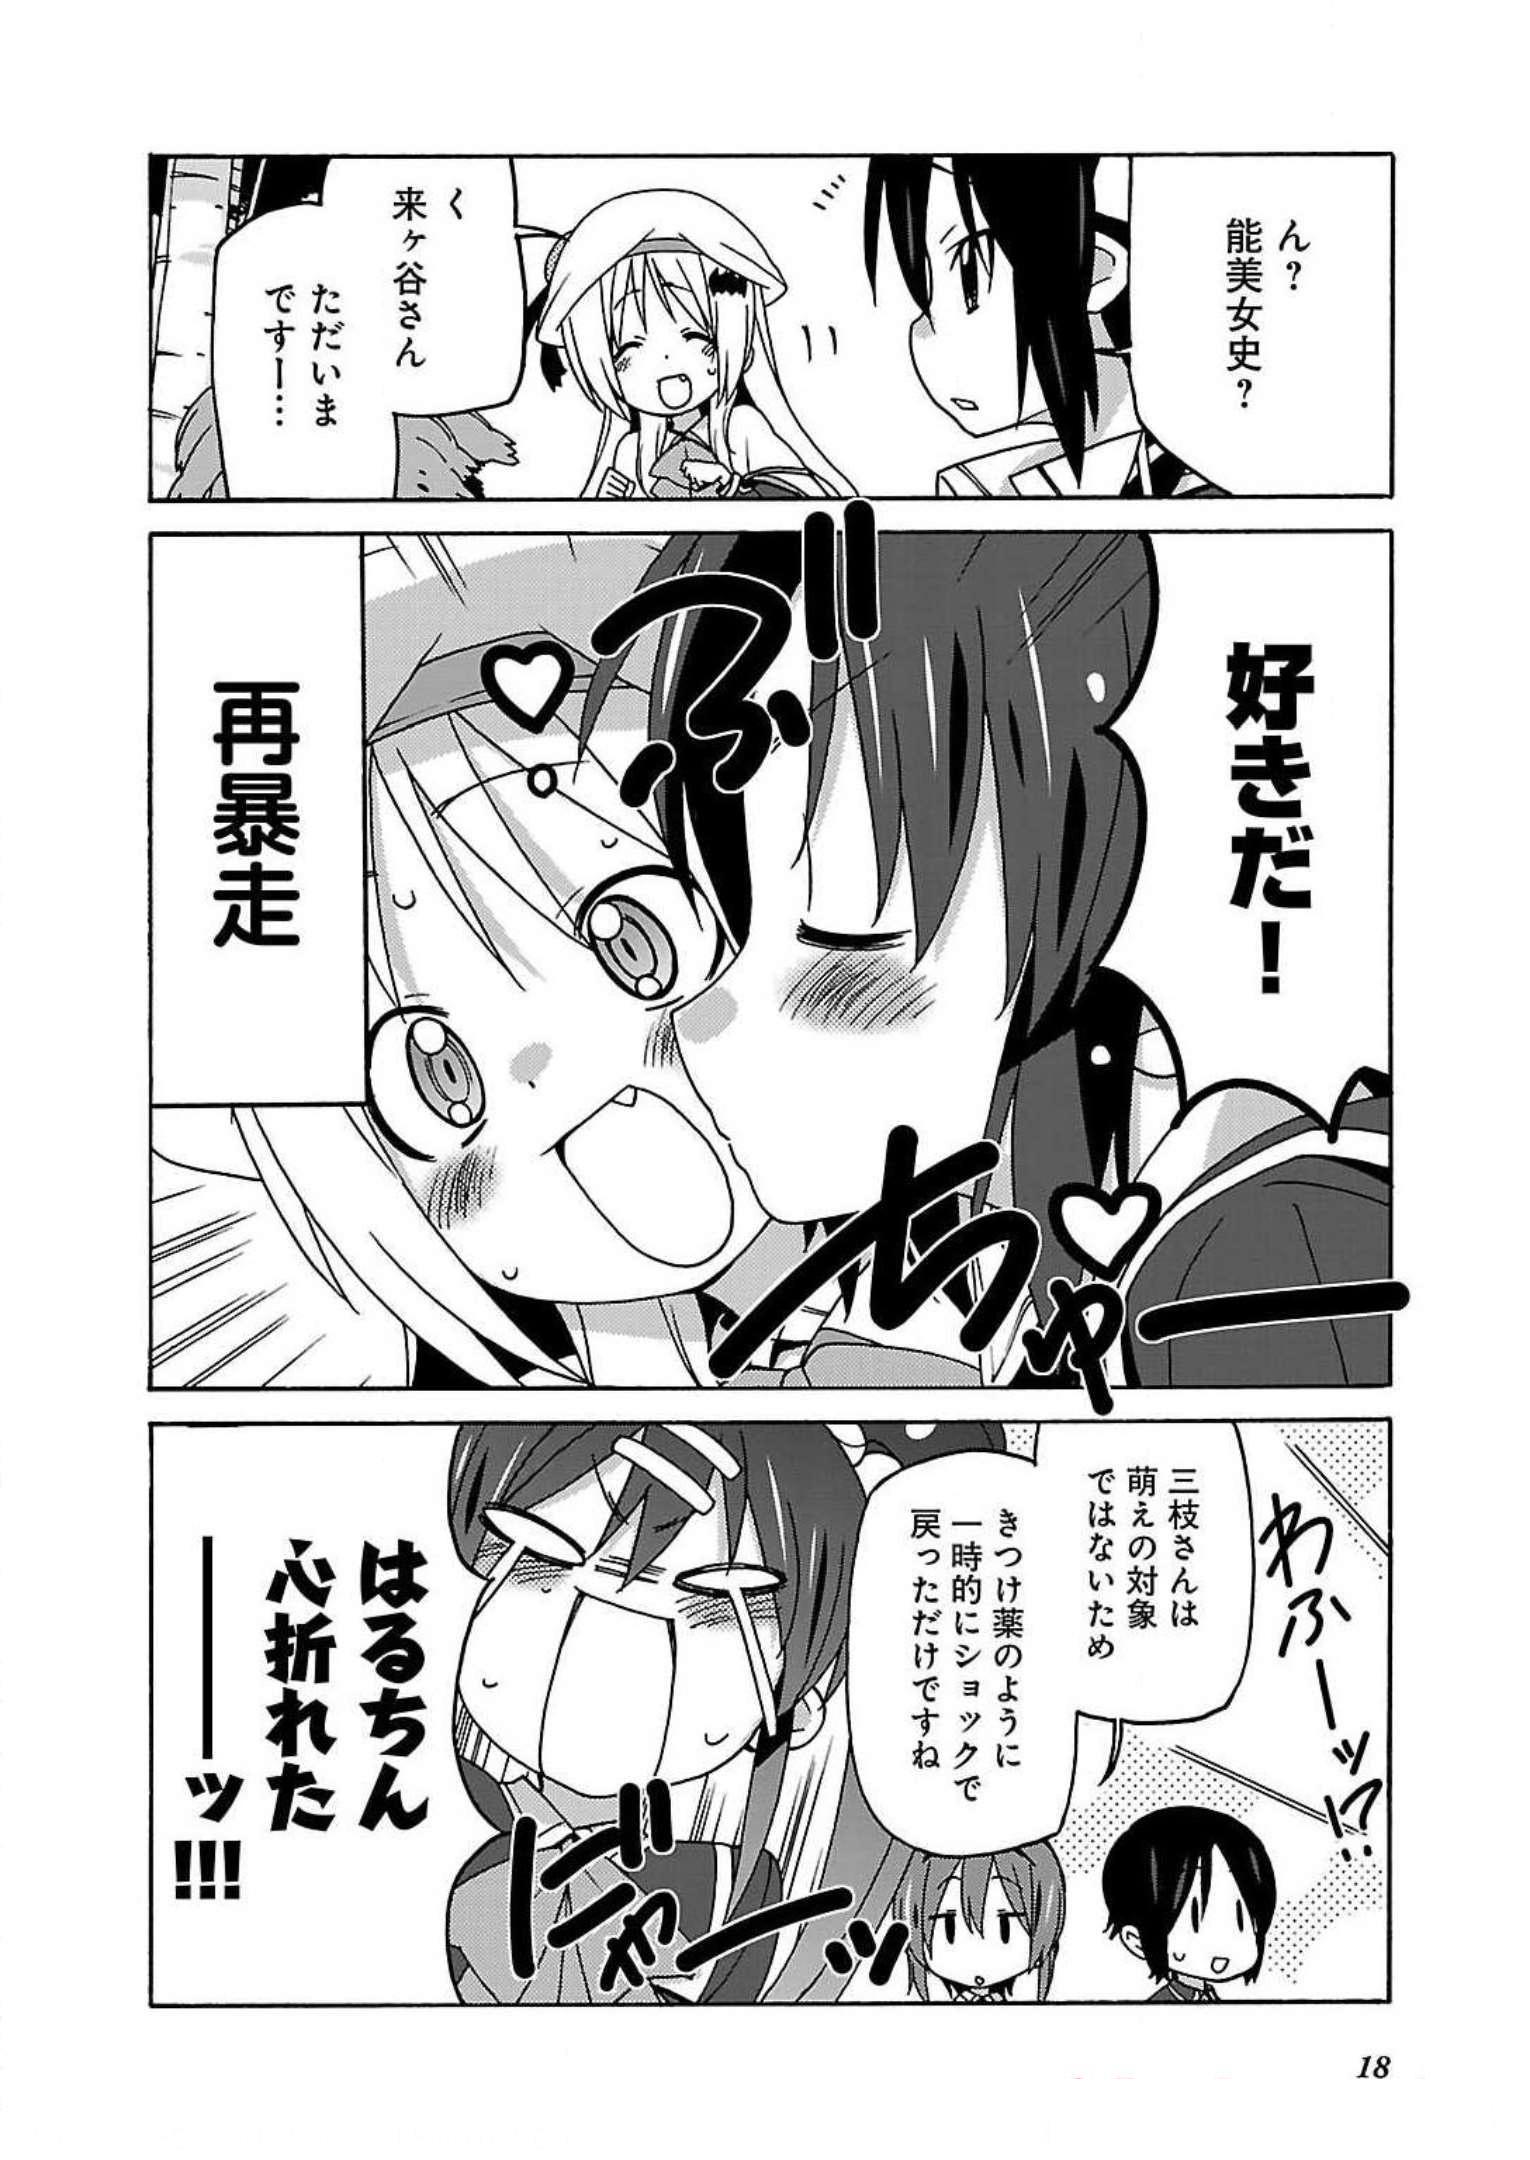 ん？
能美女史？
く
来ヶ谷さん
ただいま
ですー…
好きだ！
ぶ
ちゅー
再暴走
わふーッ!?
三枝さんは
萌えの対象
ではないため
きつけ薬のように
一時的にショックで
戻っただけですね
にゃーッ
はるちん
心折れた
――ッ!!!
18